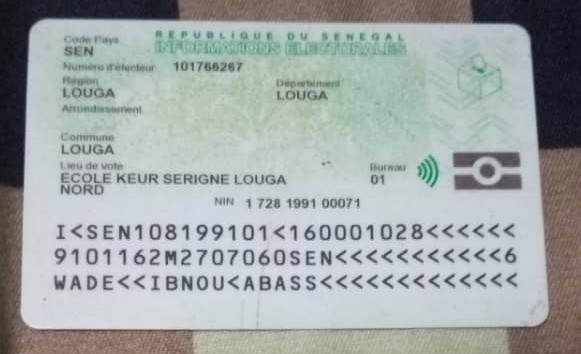 REPUBLIQUE DU SENEGAL
INFORMATIONS ELECTORALES
Code Pays
SEN
Numéro d'électeur 101766267
Région
LOUGA
Département
LOUGA
Arrondissement
Commune
LOUGA
Lieu de vote
ECOLE KEUR SERIGNE LOUGA
NORD
Bureau
01
NIN 1 728 1991 00071
I<SEN108199101<160001028<<<<<<
9101162M2707060SEN<<<<<<<<<<<6
WADE<<IBNOU<ABASS<<<<<<<<<<<<<